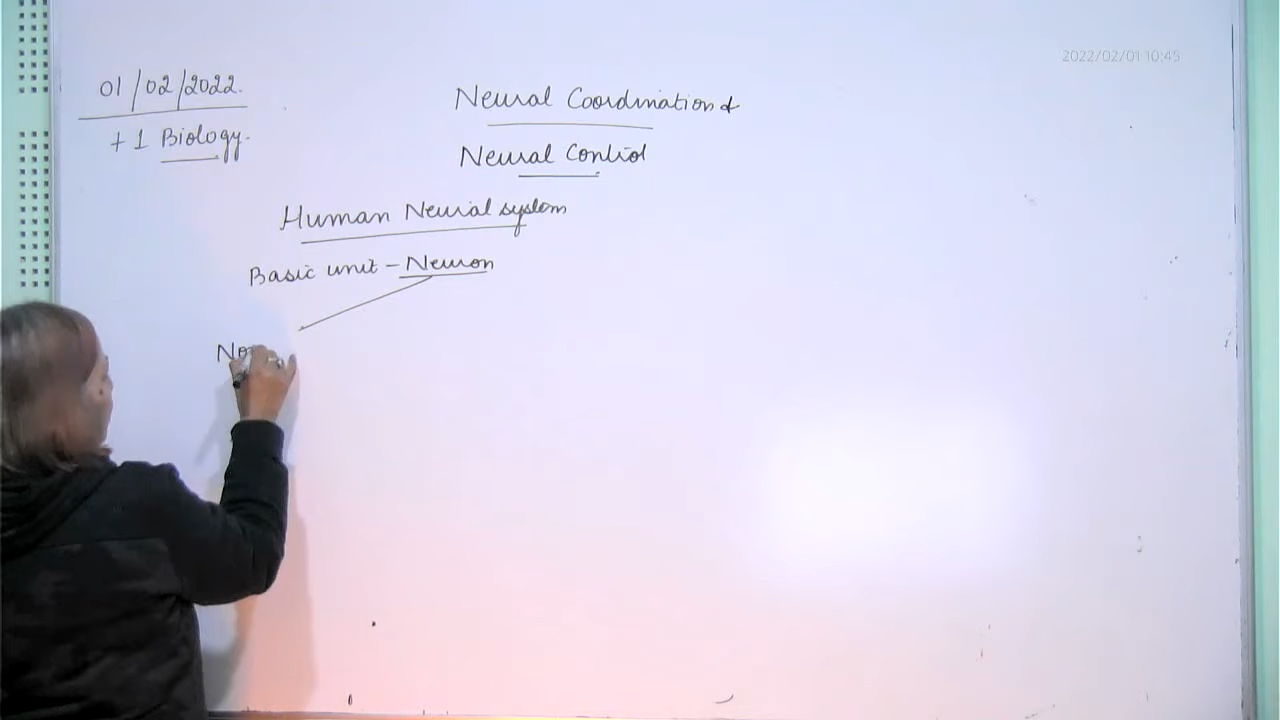 2022/02/01 10:45
01/02/2022.
+1 Biology.
Neural Coordination &
Neural Control
Human Neural system
Basic unit – Neuron